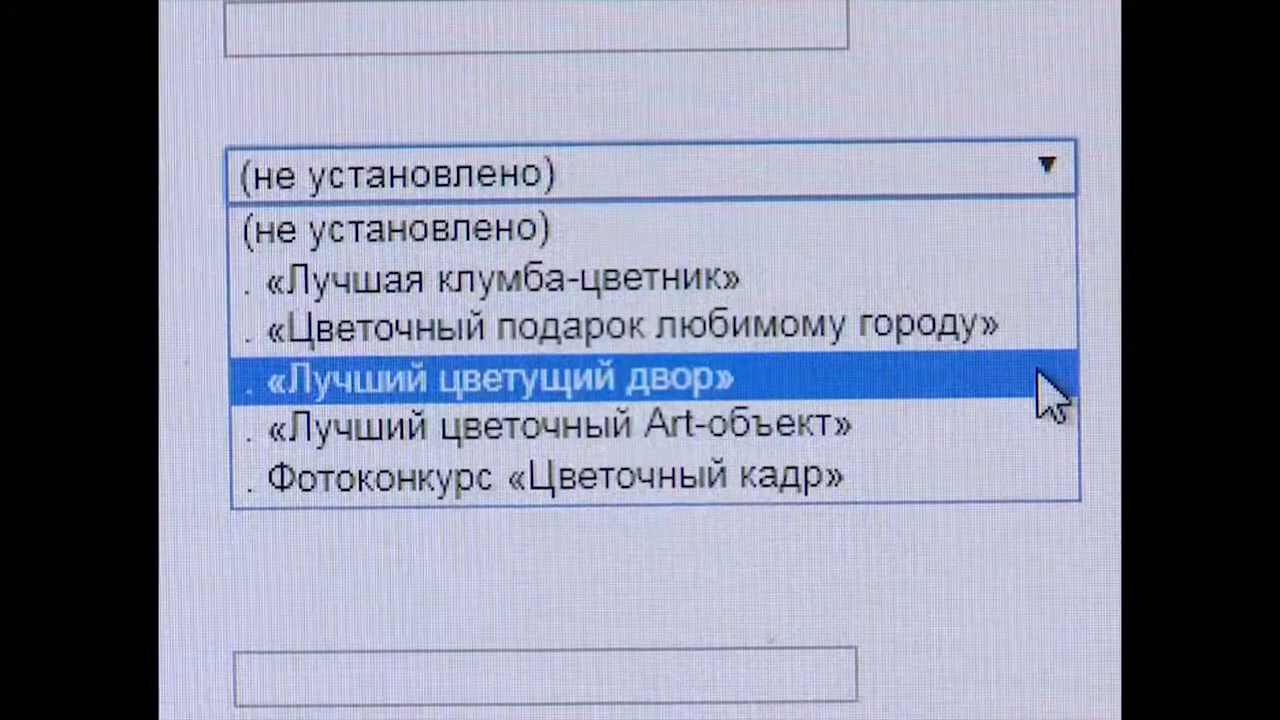 (не установлено)
(не установлено)
. «Лучшая клумба-цветник»
. «Цветочный подарок любимому городу»
. «Лучший цветущий двор»
. «Лучший цветочный Art-объект»
. Фотоконкурс «Цветочный кадр»